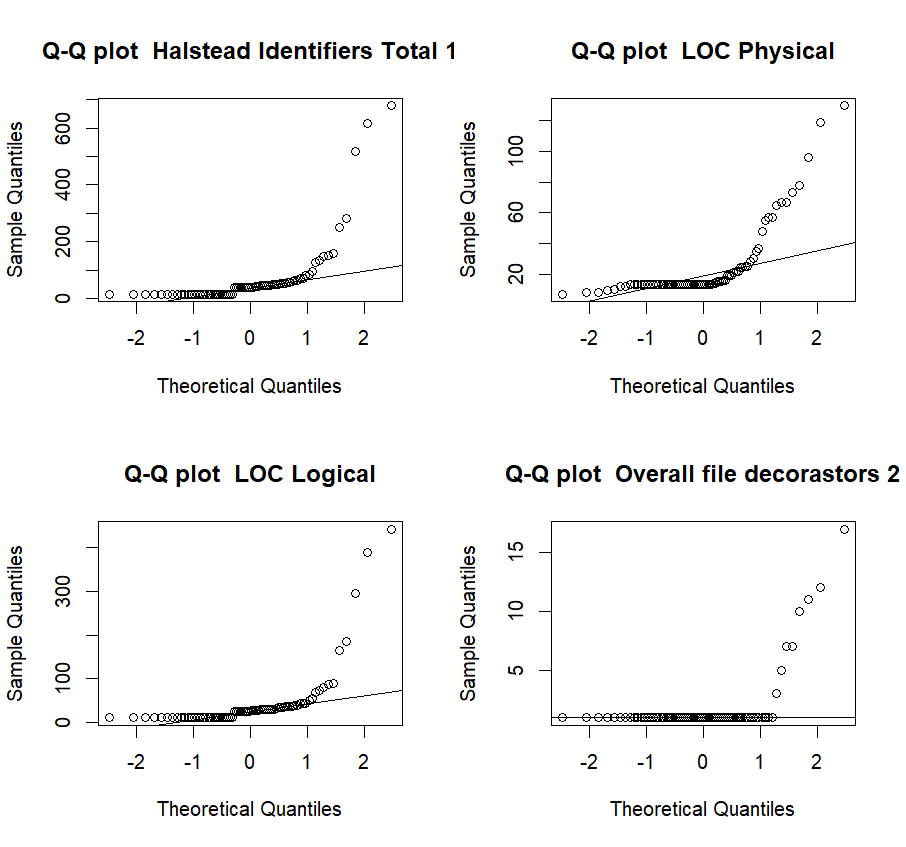 Q-Q plot  Halstead Identifiers Total 1
Sample Quantiles
0
200
400
600
-2
-1
0
1
2
Theoretical Quantiles
Q-Q plot  LOC Physical
Sample Quantiles
20
60
100
-2
-1
0
1
2
Theoretical Quantiles
Q-Q plot  LOC Logical
Sample Quantiles
0
100
300
-2
-1
0
1
2
Theoretical Quantiles
Q-Q plot  Overall file decorastors 2
Sample Quantiles
5
10
15
-2
-1
0
1
2
Theoretical Quantiles